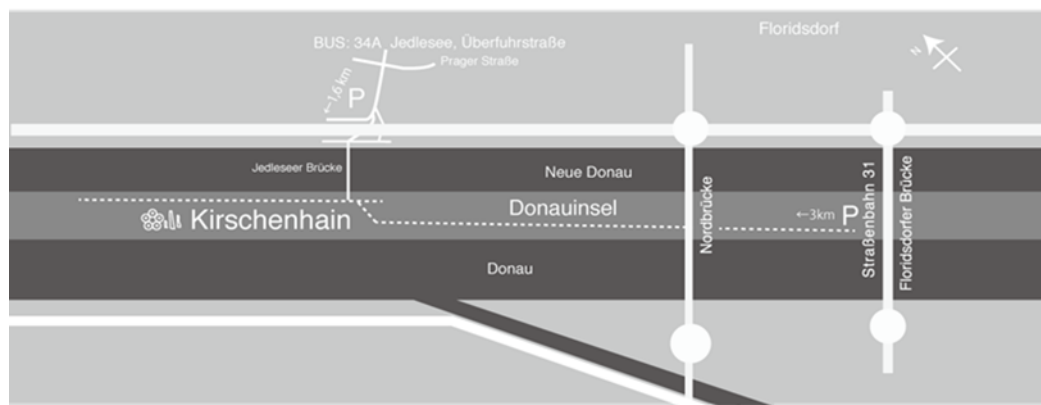 Floridsdorf
N
BUS: 34A Jedlesee, Überfuhrstraße
Prager Straße
←1,6 km
P
Jedleseer Brücke
Neue Donau
Kirschenhain
Donauinsel
←3km P
Donau
Nordbrücke
Straßenbahn 31
Floridsdorfer Brücke